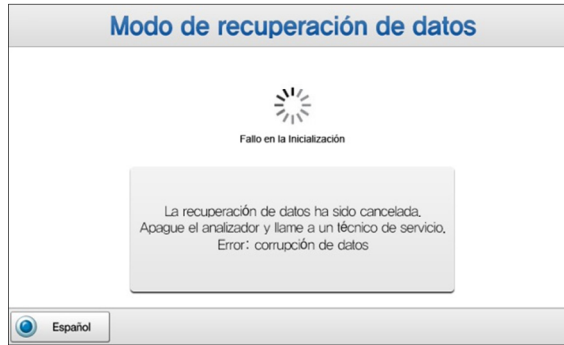 Modo de recuperación de datos
Fallo en la Inicialización
La recuperación de datos ha sido cancelada.
Apague el analizador y llame a un técnico de servicio.
Error: corrupción de datos
Español